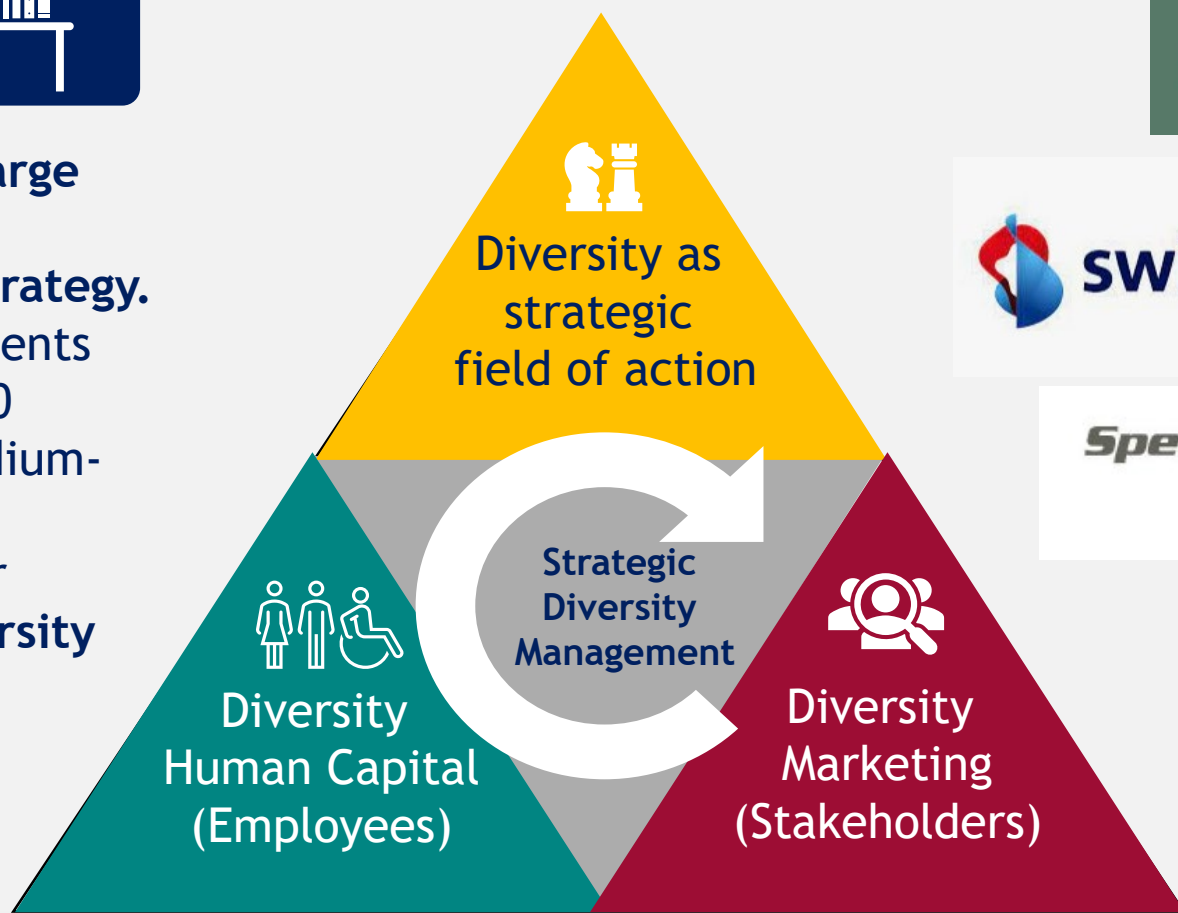 arge
rategy.
ents
0
lium-
r
rsity
Diversity as
strategic
field of action
Strategic
Diversity
Management
Diversity
Human Capital
(Employees)
Diversity
Marketing
(Stakeholders)
sw
Spe